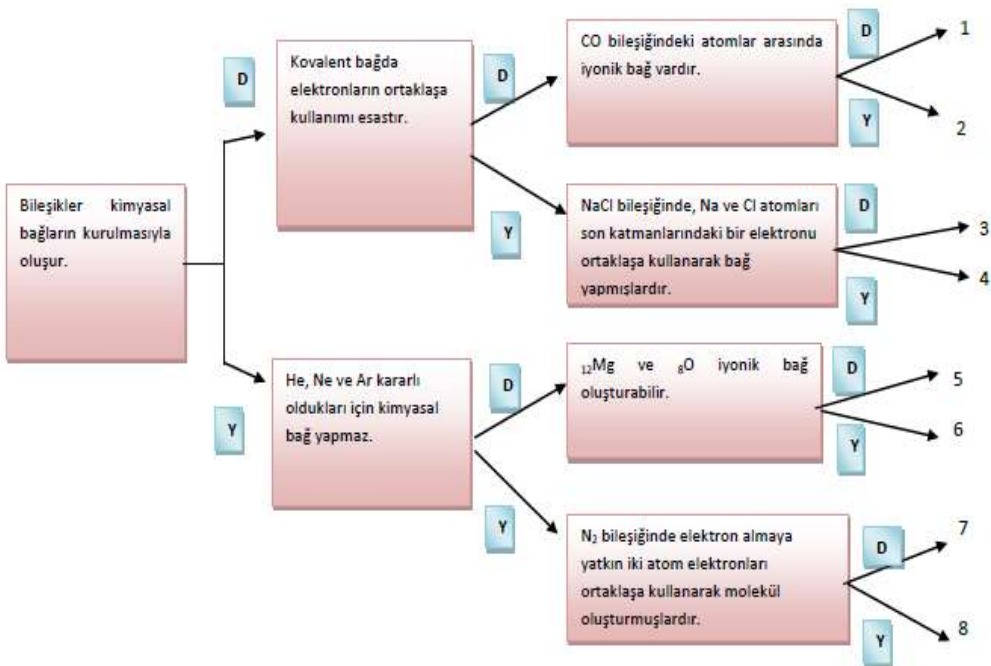 Bileşikler kimyasal
bağların kurulmasıyla
oluşur.
D
Y
Kovalent bağda
elektronların ortaklaşa
kullanımı esastır.
D
Y
He, Ne ve Ar kararlı
oldukları için kimyasal
bağ yapmaz.
D
Y
CO bileşiğindeki atomlar arasında
iyonik bağ vardır.
D
Y
1
2
NaCl bileşiğinde, Na ve Cl atomları
son katmanlarındaki bir elektronu
ortaklaşa kullanarak bağ
yapmışlardır.
D
Y
3
4
₁₂Mg ve ₈O iyonik bağ
oluşturabilir.
D
Y
5
6
N₂ bileşiğinde elektron almaya
yatkın iki atom elektronları
ortaklaşa kullanarak molekül
oluşturmuşlardır.
D
Y
7
8